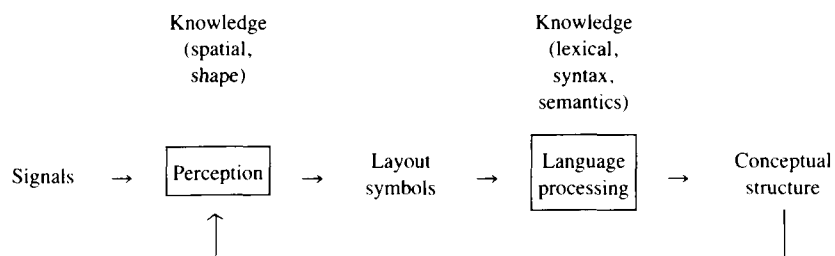 Knowledge
(spatial,
shape)
Knowledge
(lexical,
syntax,
semantics)
Signals → Perception → Layout
symbols → Language
processing → Conceptual
structure